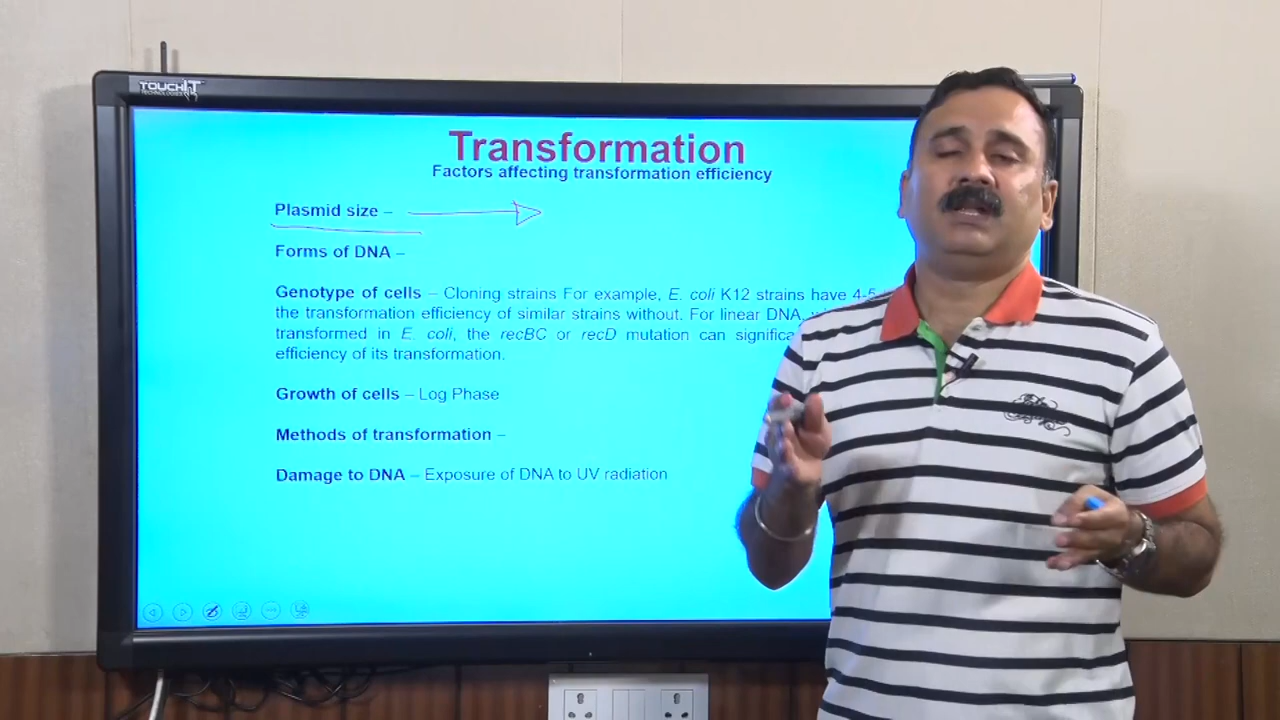 TOUCHIT
TECHNOLOGIES
Transformation
Factors affecting transformation efficiency
Plasmid size –
Forms of DNA –
Genotype of cells – Cloning strains For example, E. coli K12 strains have 4-5
the transformation efficiency of similar strains without. For linear DNA,
transformed in E. coli, the recBC or recD mutation can
efficiency of its transformation.
Growth of cells – Log Phase
Methods of transformation –
Damage to DNA – Exposure of DNA to UV radiation